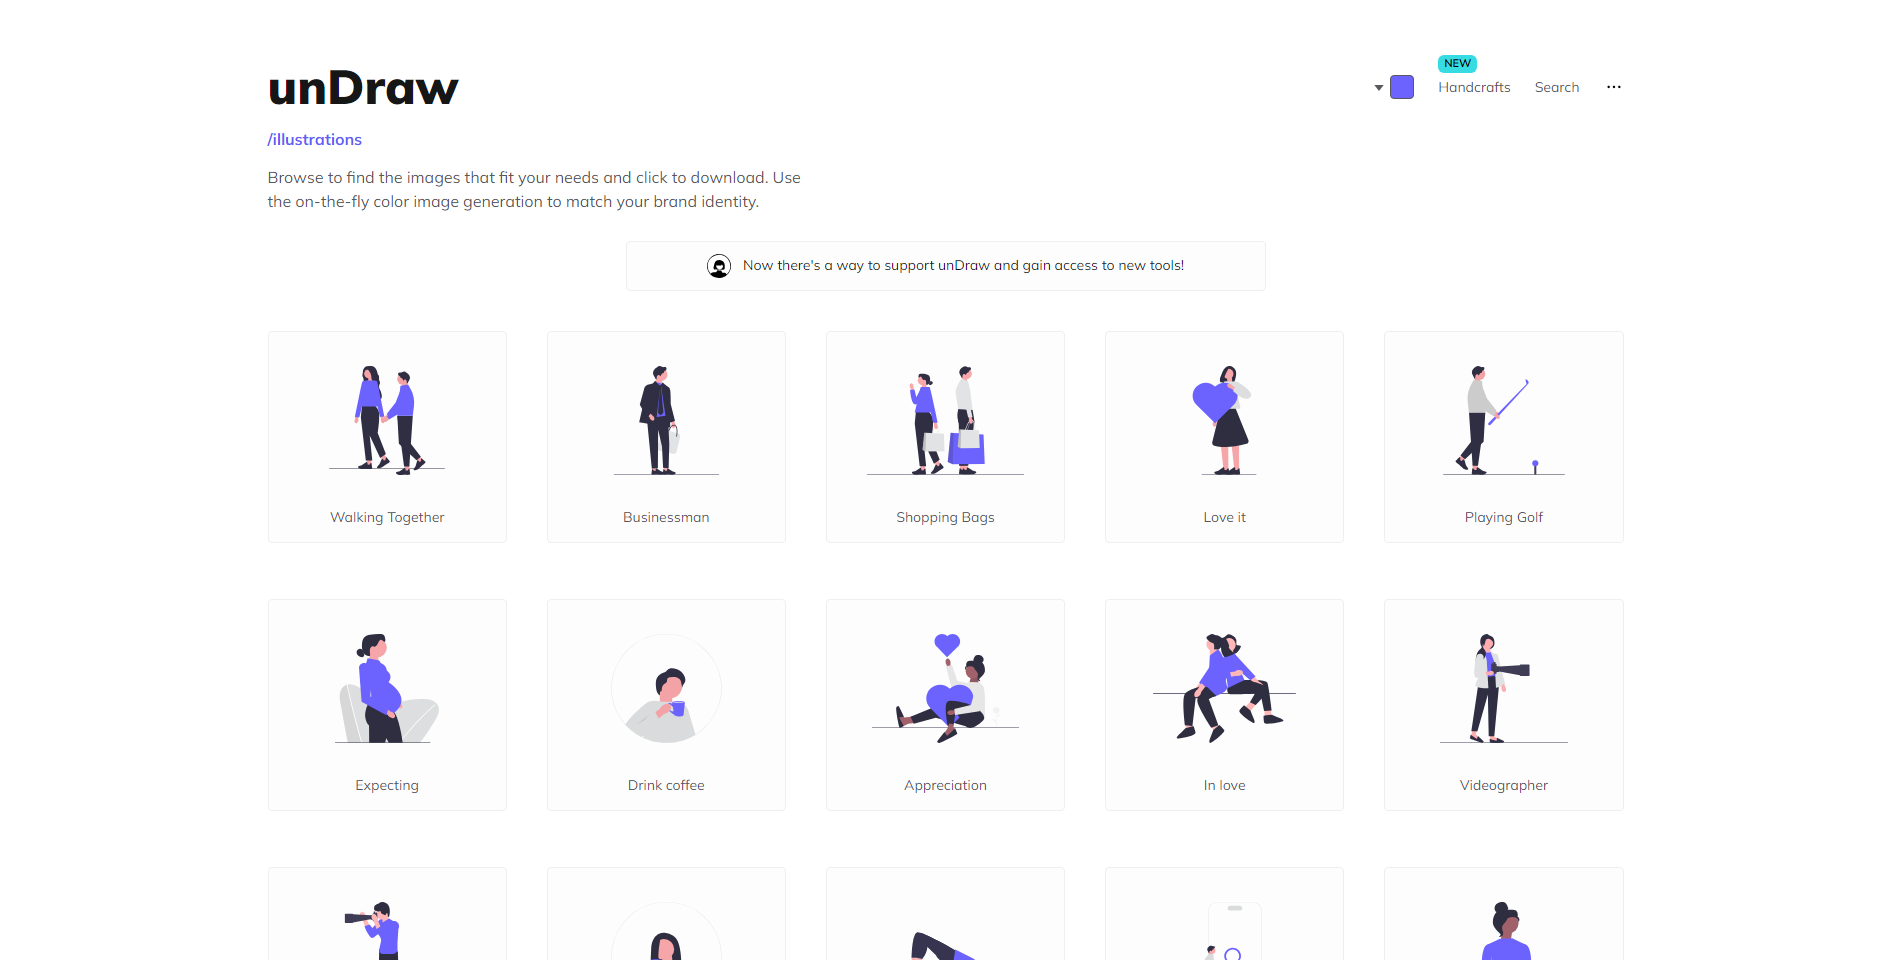 unDraw
NEW
Handcrafts
Search
/illustrations
Browse to find the images that fit your needs and click to download. Use
the on-the-fly color image generation to match your brand identity.
Now there's a way to support unDraw and gain access to new tools!
Walking Together
Businessman
Shopping Bags
Love it
Playing Golf
Expecting
Drink coffee
Appreciation
In love
Videographer